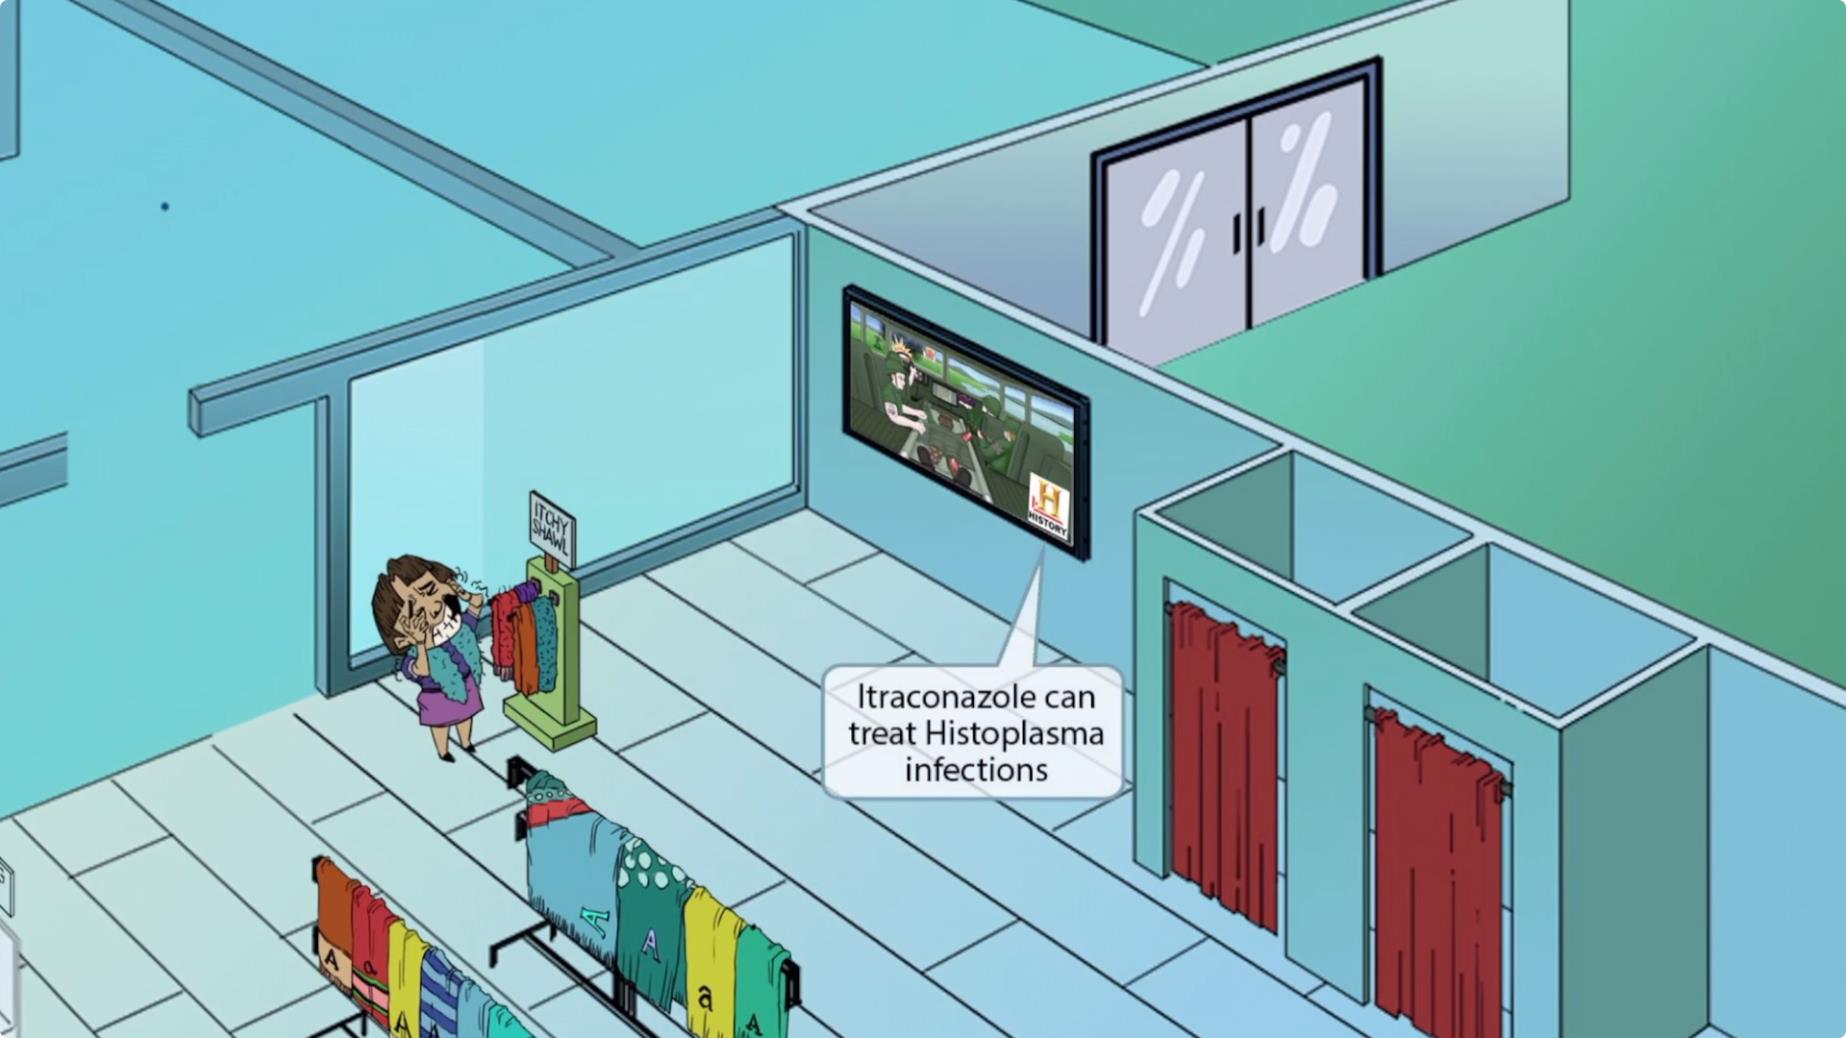 ITCHY
SHAWL
H
HISTORY
Itraconazole can
treat Histoplasma
infections
A
A
a
A
A
a
A
A